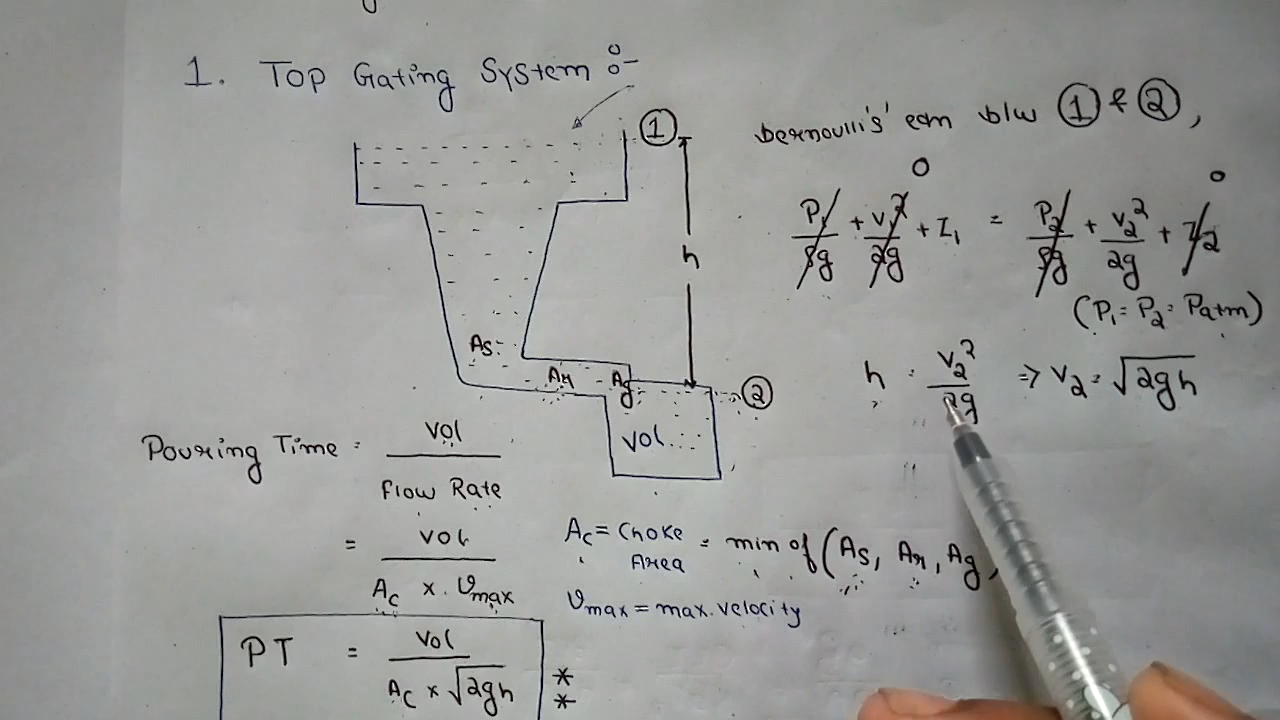 1. Top Gating System :-
①
Bernoulli's' eqn b/w ① & ②,
0
0
P1/ρg + V1²/2g + Z1 = P2/ρg + V2²/2g + Z2
(P1 = P2 = Patm)
h
h = V2²/2g ⇒ V2 = √2gh
As
AR
Ag
②
Vol
Pouring Time = Vol / Flow Rate
= Vol / Ac x Vmax
Ac = Choke Area = min of (As, AR, Ag,
Vmax = max. velocity
PT = Vol / Ac x √2gh
*
*